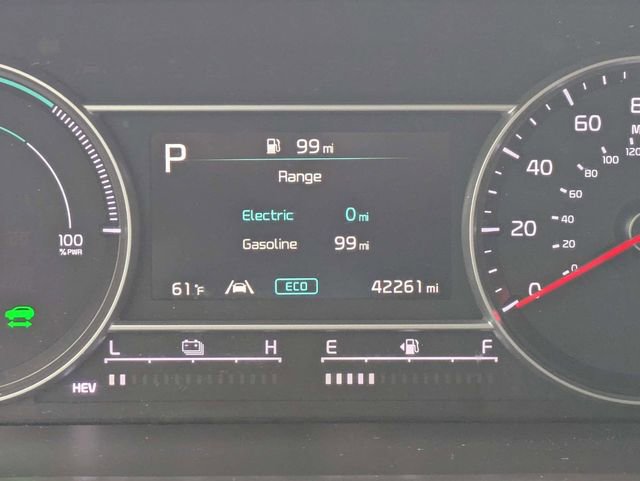 P
99 mi
Range
Electric 0 mi
Gasoline 99 mi
61°F
ECO
42261 mi
100
%PWR
L H
E F
HEV
0
20
40
60
8
M
0
20
40
60
80
100
120